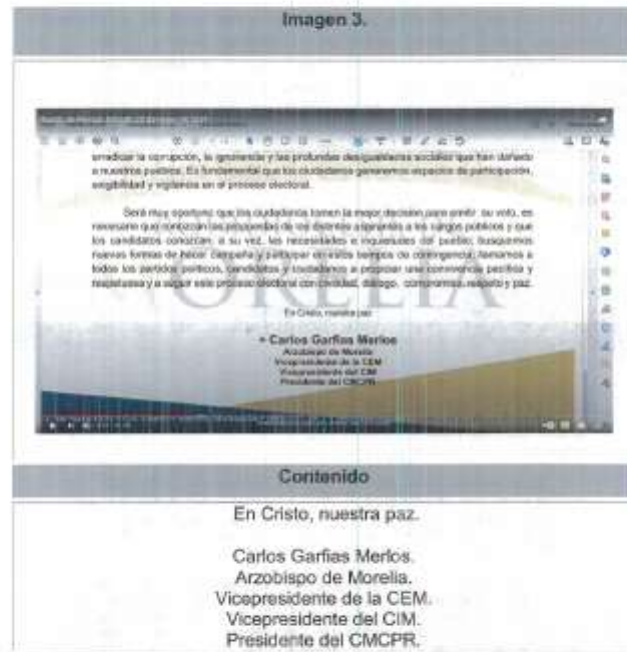 Imagen 3.
erradicar la corrupción, la ignorancia y las profundas desigualdades sociales que han dañado
a nuestros pueblos. Es fundamental que los ciudadanos generemos espacios de participación,
exigibilidad y vigilancia en el proceso electoral.
Será muy oportuno que los ciudadanos tomen la mejor decisión para emitir su voto, es
necesario que conozcan las propuestas de los distintos aspirantes a los cargos públicos y que
los candidatos conozcan, a su vez, las necesidades e inquietudes del pueblo; busquemos
nuevas formas de hacer campaña y participar en estos tiempos de contingencia; llamamos a
todos los partidos políticos, candidatos y ciudadanos a propiciar una convivencia pacífica y
respetuosa y a seguir este proceso electoral con civilidad, diálogo, compromiso, respeto y paz.
ORELIA
En Cristo, nuestra paz
+ Carlos Garfias Merlos
Arzobispo de Morelia
Vicepresidente de la CEM
Vicepresidente del CIM
Presidente del CMCPR
Contenido
En Cristo, nuestra paz.
Carlos Garfias Merlos.
Arzobispo de Morelia.
Vicepresidente de la CEM.
Vicepresidente del CIM.
Presidente del CMCPR.